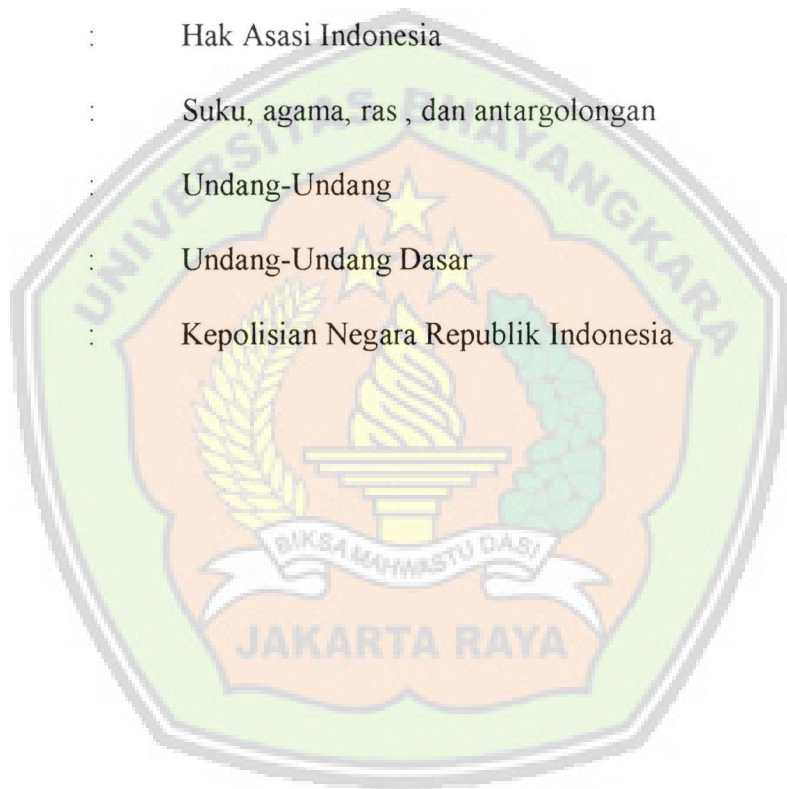 : Hak Asasi Indonesia
: Suku, agama, ras , dan antargolongan
: Undang-Undang
: Undang-Undang Dasar
: Kepolisian Negara Republik Indonesia
UNIVERSITAS BHAYANGKARA
BIKSA MAHWASTU DASI
JAKARTA RAYA